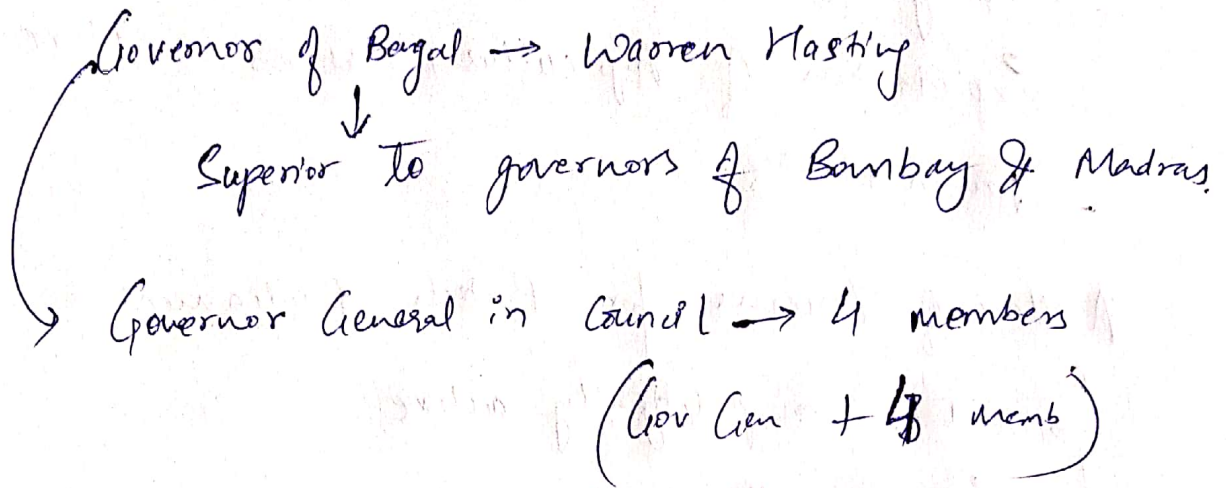 Governor of Bengal → Warren Hasting
↓
Superior to governors of Bombay & Madras.
→ Governor General in Council → 4 members
(Gov Gen + 4 memb)